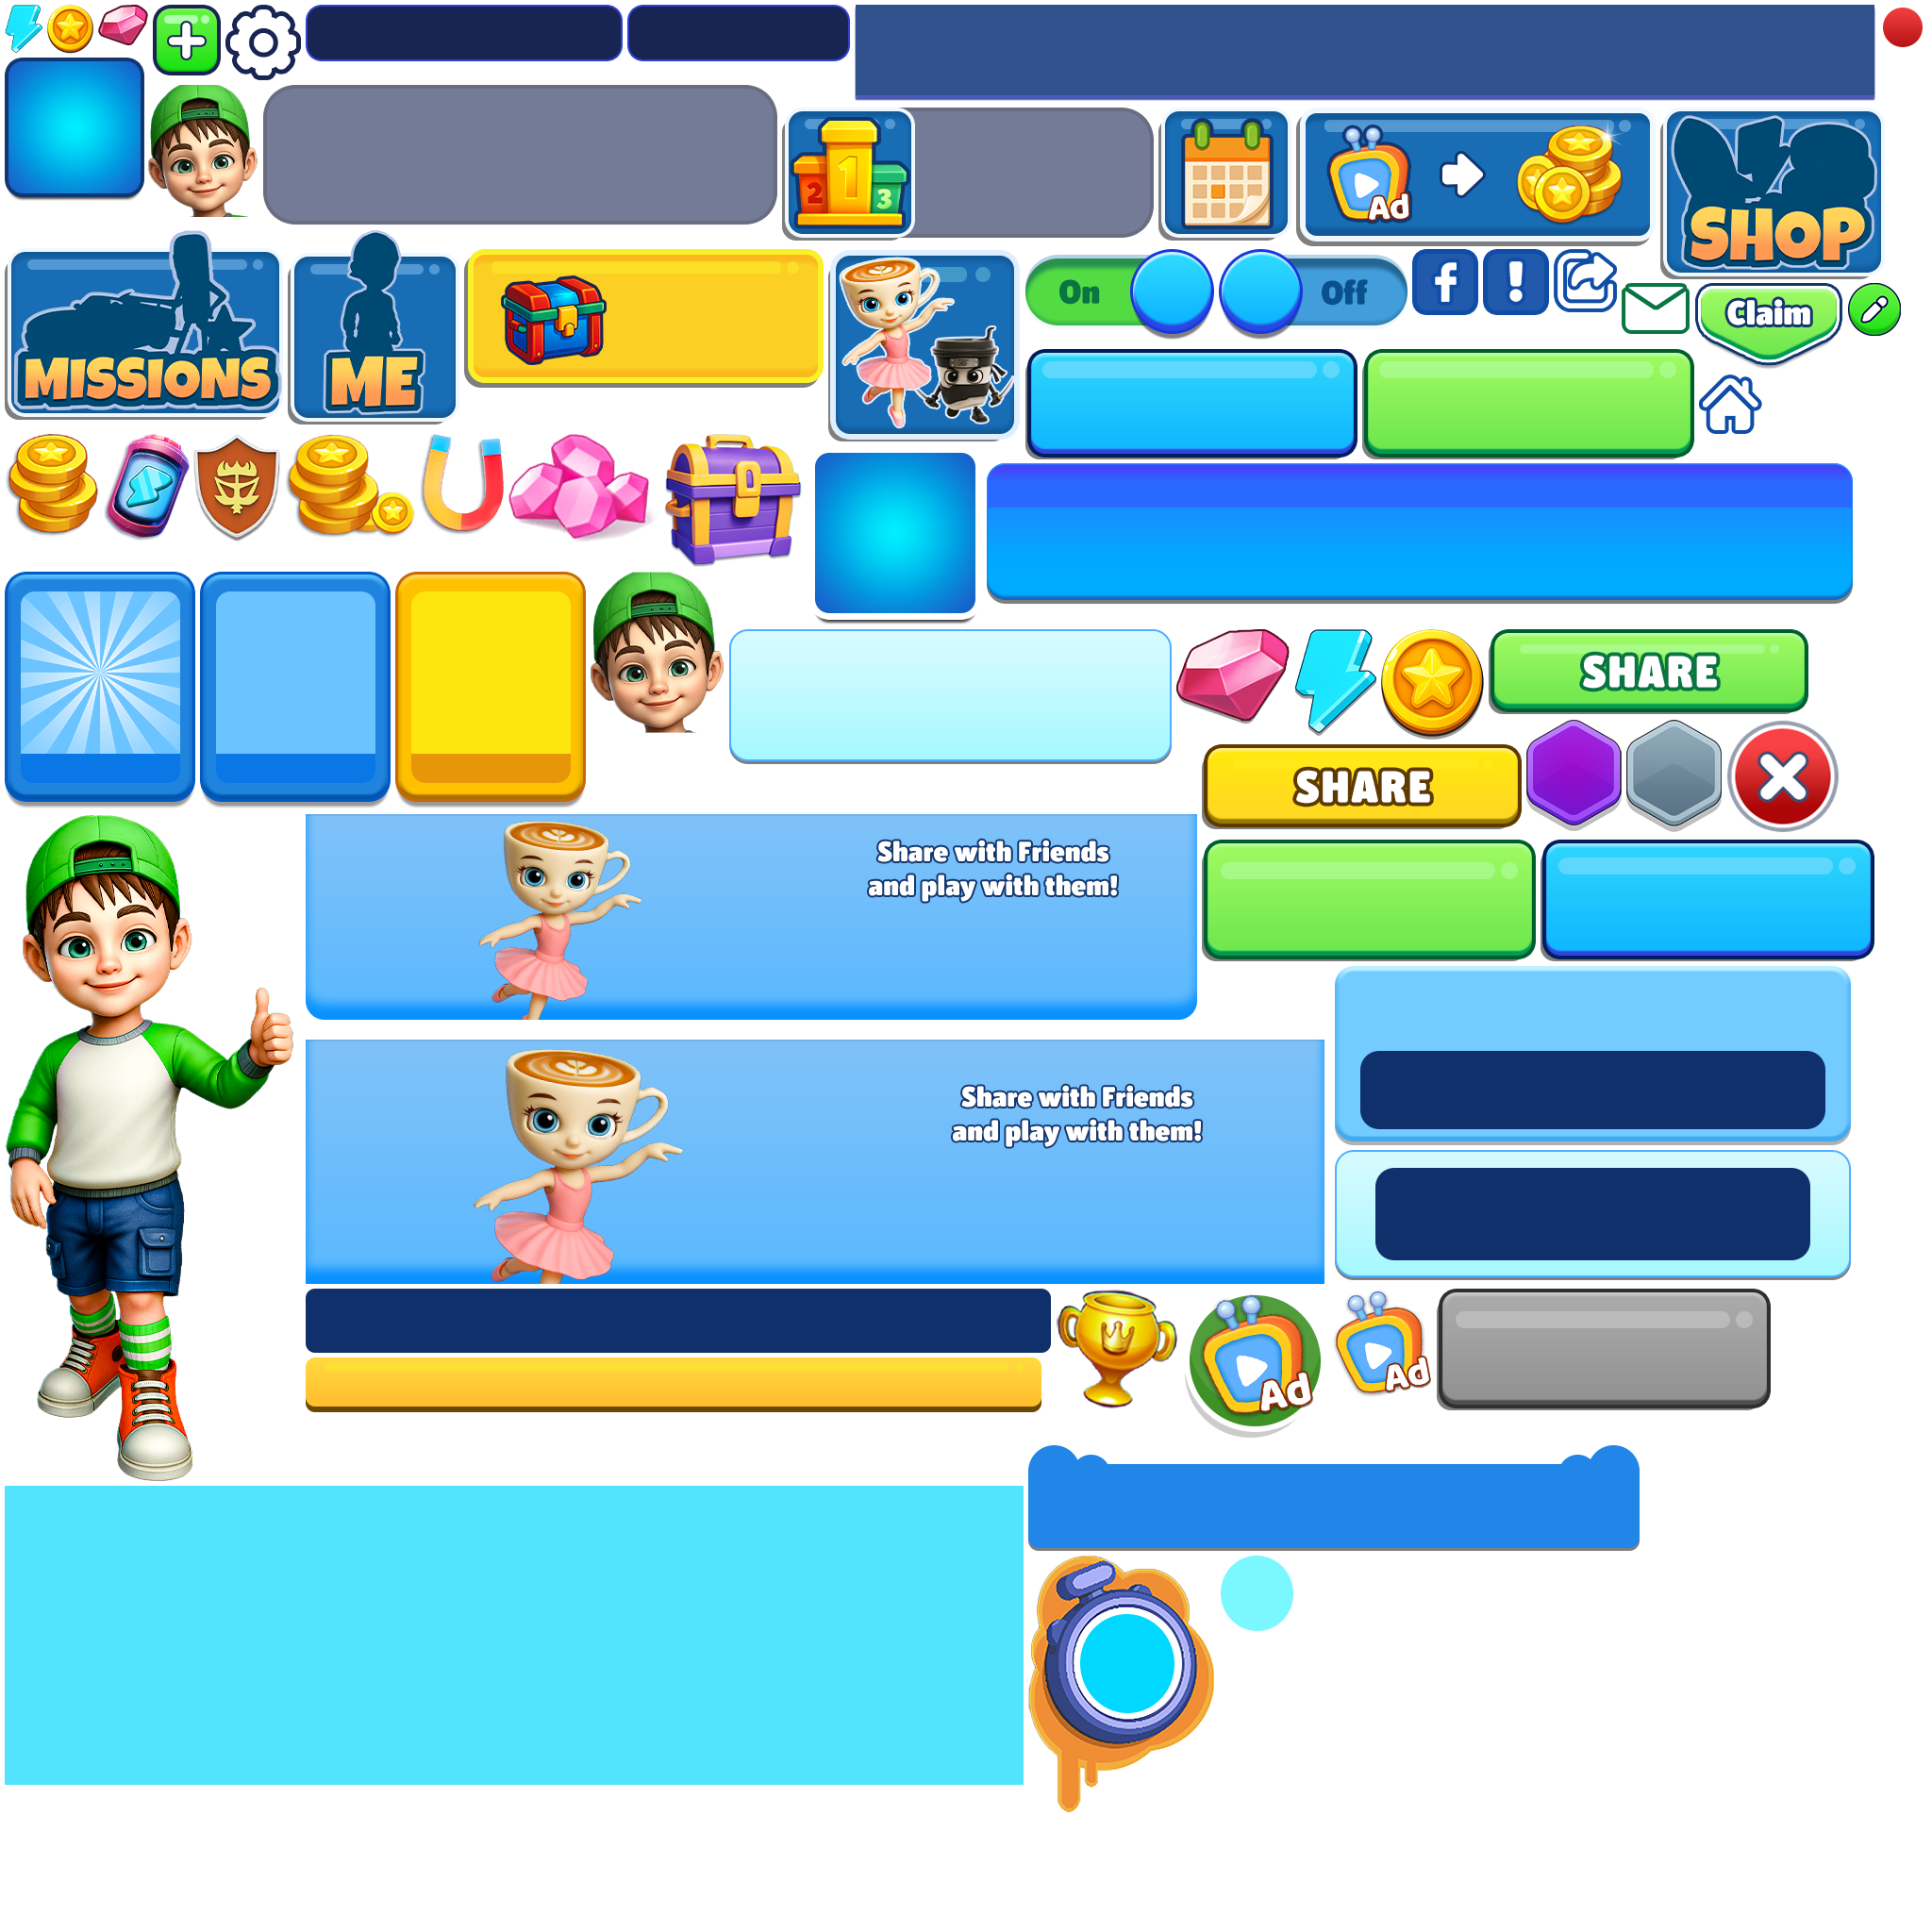 1
2
3
Ad
SHOP
MISSIONS
ME
On
Off
f
!
Claim
SHARE
SHARE
Share with Friends
and play with them!
Share with Friends
and play with them!
Ad
Ad